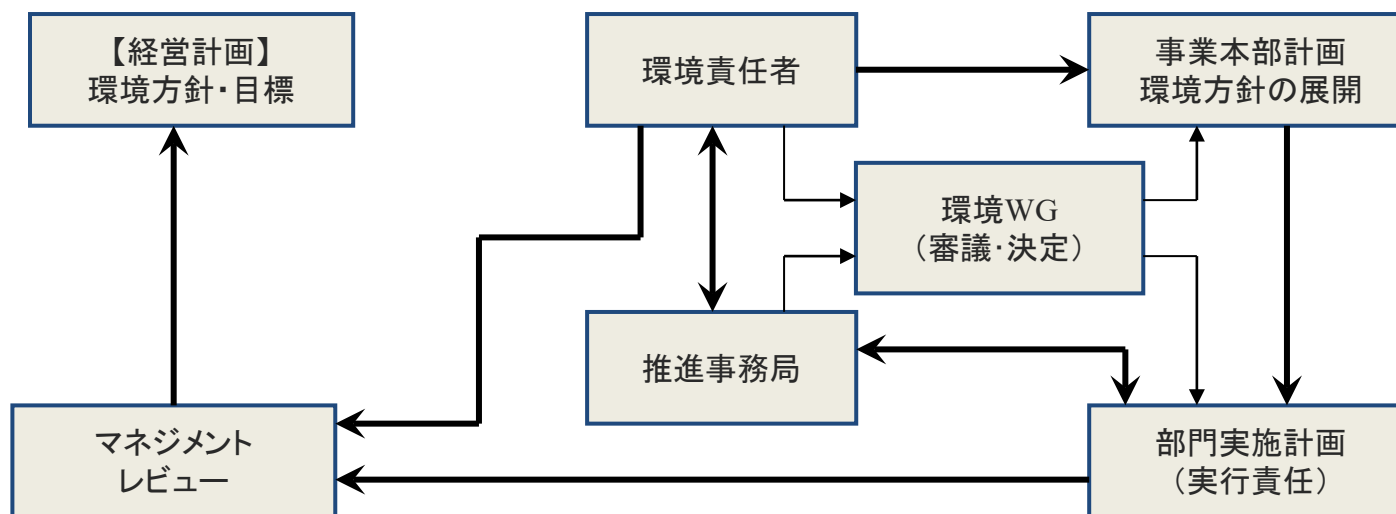 【経営計画】
環境方針・目標
環境責任者
事業本部計画
環境方針の展開
環境WG
（審議・決定）
推進事務局
マネジメント
レビュー
部門実施計画
（実行責任）